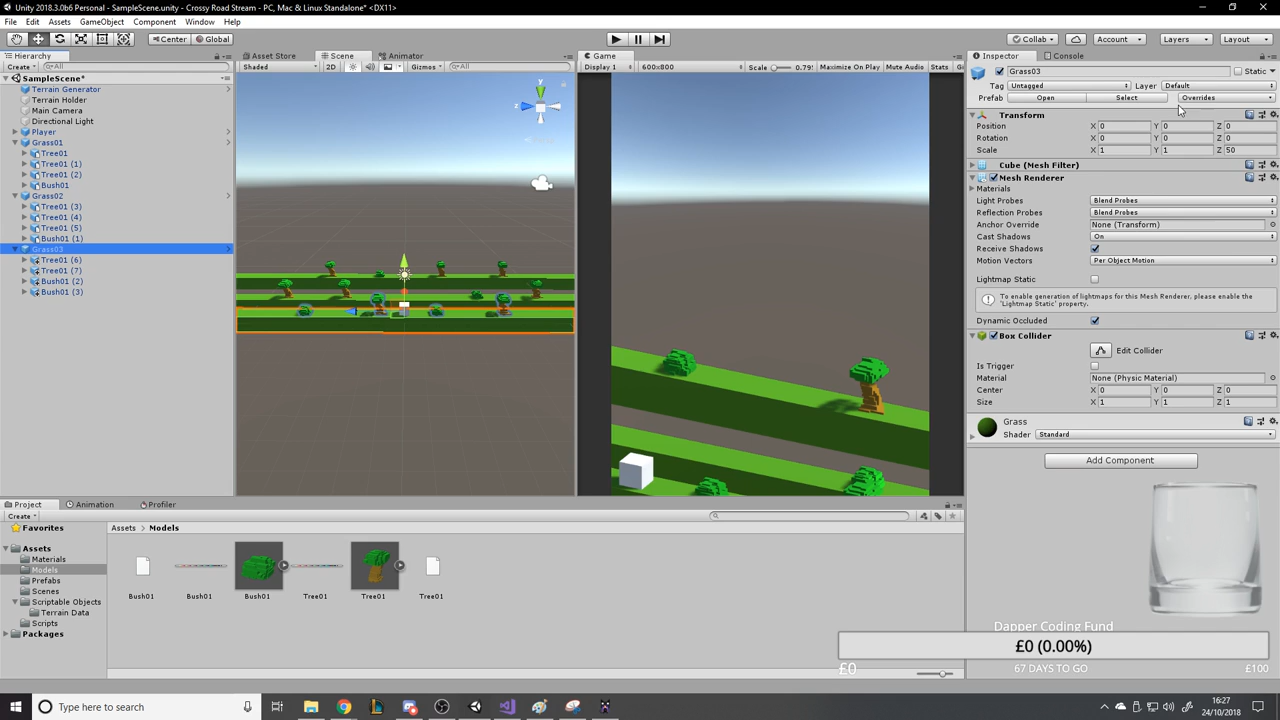 Unity 2018.3.0b6 Personal - SampleScene.unity - Crossy Road Stream - PC, Mac & Linux Standalone* <DX11>
File Edit Assets GameObject Component Window Help
Center Global Collab Account Layers Layout
Hierarchy Asset Store Scene Animator Game Inspector Console
Create All Shaded 2D Gizmos All Display 1 600x800 Scale 0.79 Maximize On Play Mute Audio Stats
Grass03 Static
SampleScene*
Tag Untagged Layer Default
Terrain Generator
Prefab Open Select Overrides
Terrain Holder
Main Camera
Directional Light
Player
Grass01
Tree01
Tree01 (1)
Tree01 (2)
Bush01
Grass02
Tree01 (3)
Tree01 (4)
Tree01 (5)
Bush01 (1)
Grass03
Tree01 (6)
Tree01 (7)
Bush01 (2)
Bush01 (3)
y
z
Transform
Position X 0 Y 0 Z 0
Rotation X 0 Y 0 Z 0
Scale X 1 Y 1 Z 50
Cube (Mesh Filter)
Mesh Renderer
Materials
Light Probes Blend Probes
Reflection Probes Blend Probes
Anchor Override None (Transform)
Cast Shadows On
Receive Shadows
Motion Vectors Per Object Motion
Lightmap Static
To enable generation of lightmaps for this Mesh Renderer, please enable the 'Lightmap Static' property.
Dynamic Occluded
Box Collider
Edit Collider
Is Trigger
Material None (Physic Material)
Center X 0 Y 0 Z 0
Size X 1 Y 1 Z 1
Grass
Shader Standard
Add Component
Project Animation Profiler
Create
Favorites
Assets
Materials
Models
Prefabs
Scenes
Scriptable Objects
Terrain Data
Scripts
Packages
Assets Models
Bush01 Bush01 Bush01 Tree01 Tree01 Tree01
Dapper Coding Fund
£0 (0.00%)
£0 67 DAYS TO GO £100
Type here to search
16:27
24/10/2018